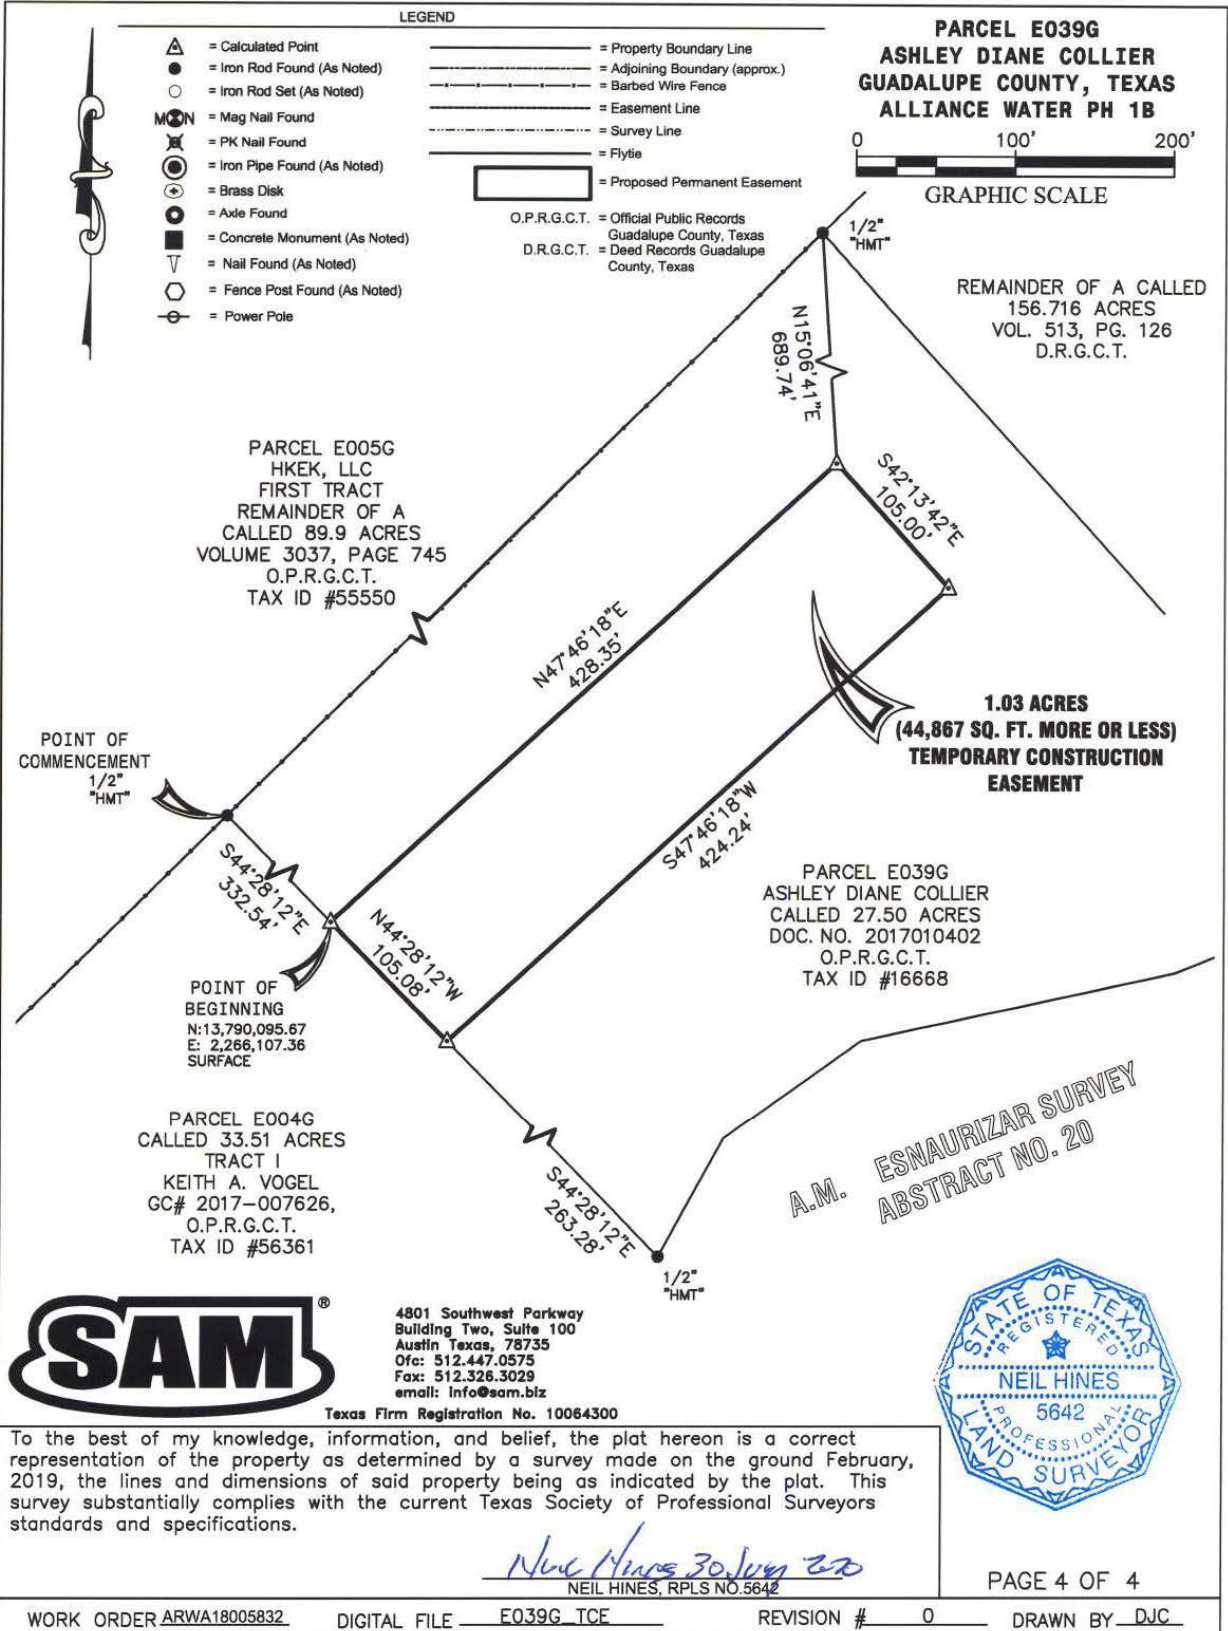 LEGEND
= Calculated Point
= Iron Rod Found (As Noted)
= Iron Rod Set (As Noted)
M N = Mag Nail Found
= PK Nail Found
= Iron Pipe Found (As Noted)
= Brass Disk
= Axle Found
= Concrete Monument (As Noted)
= Nail Found (As Noted)
= Fence Post Found (As Noted)
= Power Pole
= Property Boundary Line
= Adjoining Boundary (approx.)
= Barbed Wire Fence
= Easement Line
= Survey Line
= Flytie
= Proposed Permanent Easement
O.P.R.G.C.T. = Official Public Records
Guadalupe County, Texas
D.R.G.C.T. = Deed Records Guadalupe
County, Texas
PARCEL E039G
ASHLEY DIANE COLLIER
GUADALUPE COUNTY, TEXAS
ALLIANCE WATER PH 1B
0 100' 200'
GRAPHIC SCALE
1/2"
"HMT"
REMAINDER OF A CALLED
156.716 ACRES
VOL. 513, PG. 126
D.R.G.C.T.
N15°06'41"E
689.74'
PARCEL E005G
HKEK, LLC
FIRST TRACT
REMAINDER OF A
CALLED 89.9 ACRES
VOLUME 3037, PAGE 745
O.P.R.G.C.T.
TAX ID #55550
S42°13'42"E
105.00'
N47°46'18"E
428.35'
1.03 ACRES
(44,867 SQ. FT. MORE OR LESS)
TEMPORARY CONSTRUCTION
EASEMENT
POINT OF
COMMENCEMENT
1/2"
"HMT"
S47°46'18"W
424.24'
S44°28'12"E
332.54'
N44°28'12"W
105.08'
PARCEL E039G
ASHLEY DIANE COLLIER
CALLED 27.50 ACRES
DOC. NO. 2017010402
O.P.R.G.C.T.
TAX ID #16668
POINT OF
BEGINNING
N:13,790,095.67
E: 2,266,107.36
SURFACE
PARCEL E004G
CALLED 33.51 ACRES
TRACT I
KEITH A. VOGEL
GC# 2017-007626,
O.P.R.G.C.T.
TAX ID #56361
A.M. ESNAURIZAR SURVEY
ABSTRACT NO. 20
S44°28'12"E
263.28'
1/2"
"HMT"
SAM®
4801 Southwest Parkway
Building Two, Suite 100
Austin Texas, 78735
Ofc: 512.447.0575
Fax: 512.326.3029
email: info@sam.biz
Texas Firm Registration No. 10064300
STATE OF TEXAS
REGISTERED
NEIL HINES
5642
PROFESSIONAL
LAND SURVEYOR
To the best of my knowledge, information, and belief, the plat hereon is a correct
representation of the property as determined by a survey made on the ground February,
2019, the lines and dimensions of said property being as indicated by the plat. This
survey substantially complies with the current Texas Society of Professional Surveyors
standards and specifications.
Neil Hines 30 2020
NEIL HINES, RPLS NO.5642
PAGE 4 OF 4
WORK ORDER ARWA18005832 DIGITAL FILE E039G_TCE REVISION # 0 DRAWN BY DJC